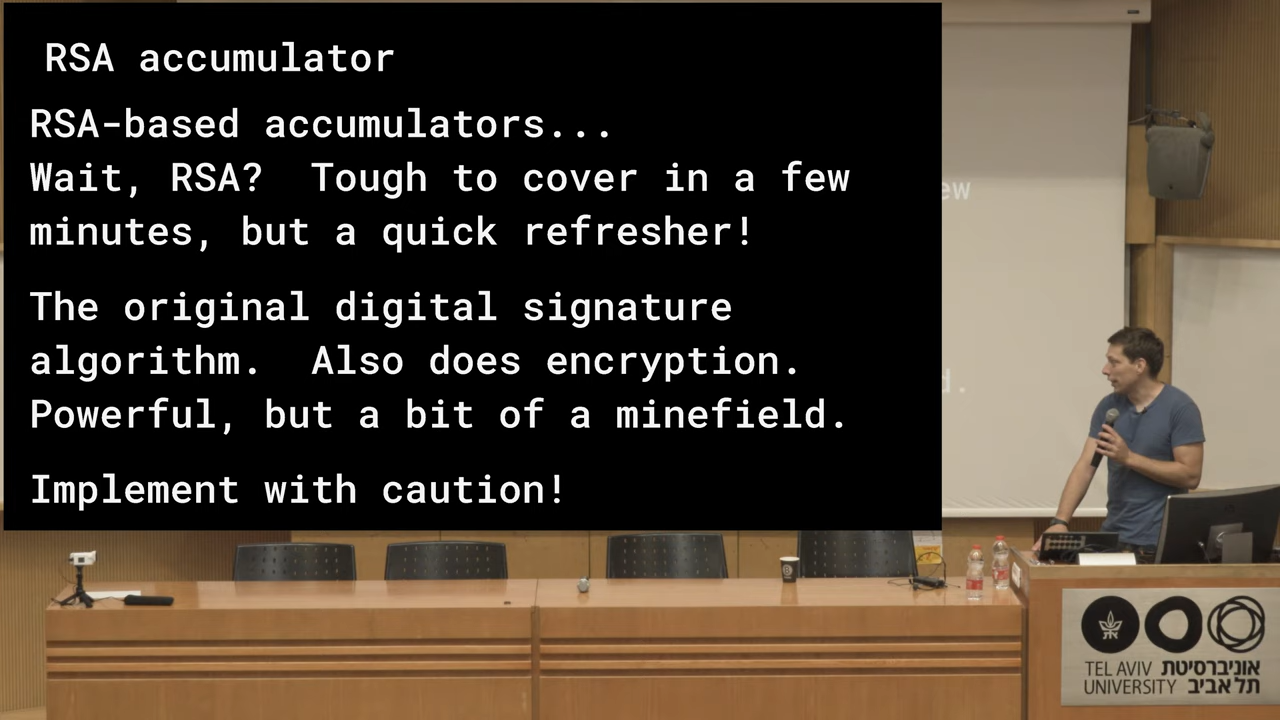 RSA accumulator
RSA-based accumulators...
Wait, RSA?  Tough to cover in a few
minutes, but a quick refresher!
The original digital signature
algorithm.  Also does encryption.
Powerful, but a bit of a minefield.
Implement with caution!
ew
d.
TEL AVIV אוניברסיטת
UNIVERSITY תל אביב